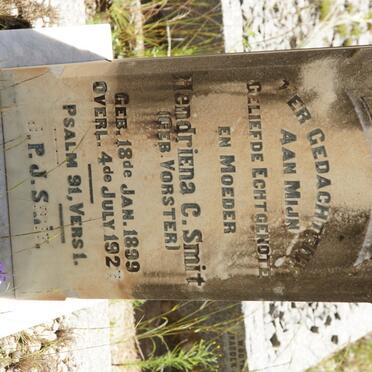 TER GEDACHTENIS
AAN MIJN
GELIEFDE ECHTGENOTE
EN MOEDER
Hendriena C. Smit
(GEB. VORSTER)
GEB. 18de JAN. 1899
OVERL. 4de JULY 192
PSALM 91, VERS 1.
P. J. S